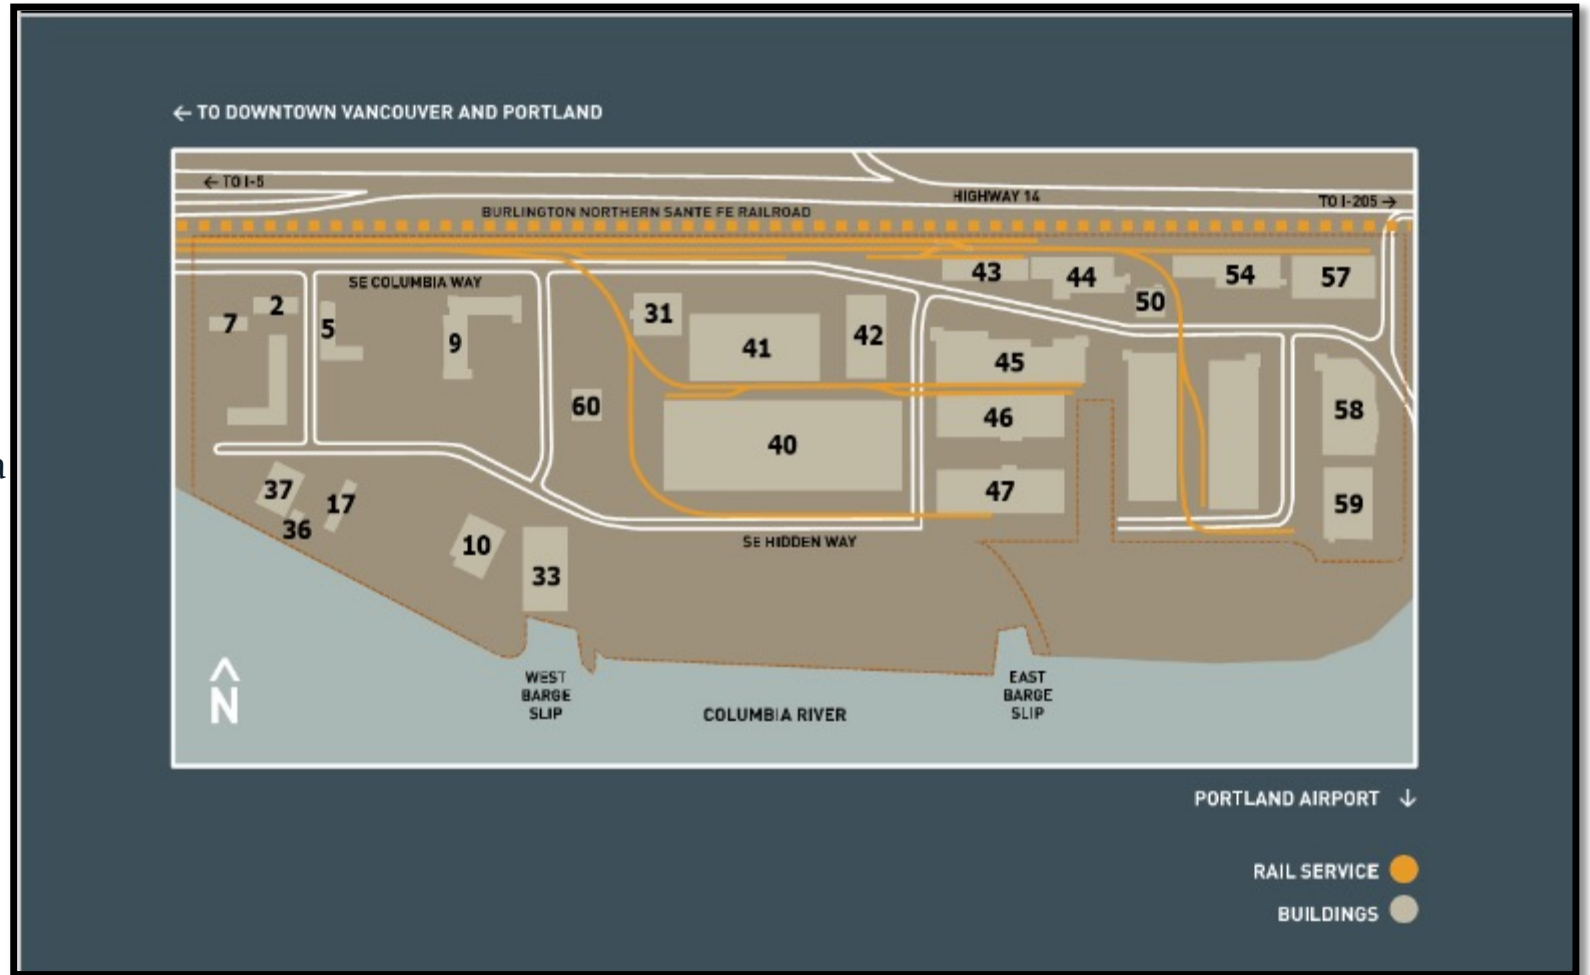 ← TO DOWNTOWN VANCOUVER AND PORTLAND
← TO I-5
HIGHWAY 14
TO I-205 →
BURLINGTON NORTHERN SANTE FE RAILROAD
SE COLUMBIA WAY
43
44
54
57
50
2
7
5
9
31
41
42
45
60
46
40
58
37
17
36
47
59
10
33
SE HIDDEN WAY
N
WEST
BARGE
SLIP
EAST
BARGE
SLIP
COLUMBIA RIVER
PORTLAND AIRPORT ↓
RAIL SERVICE
BUILDINGS